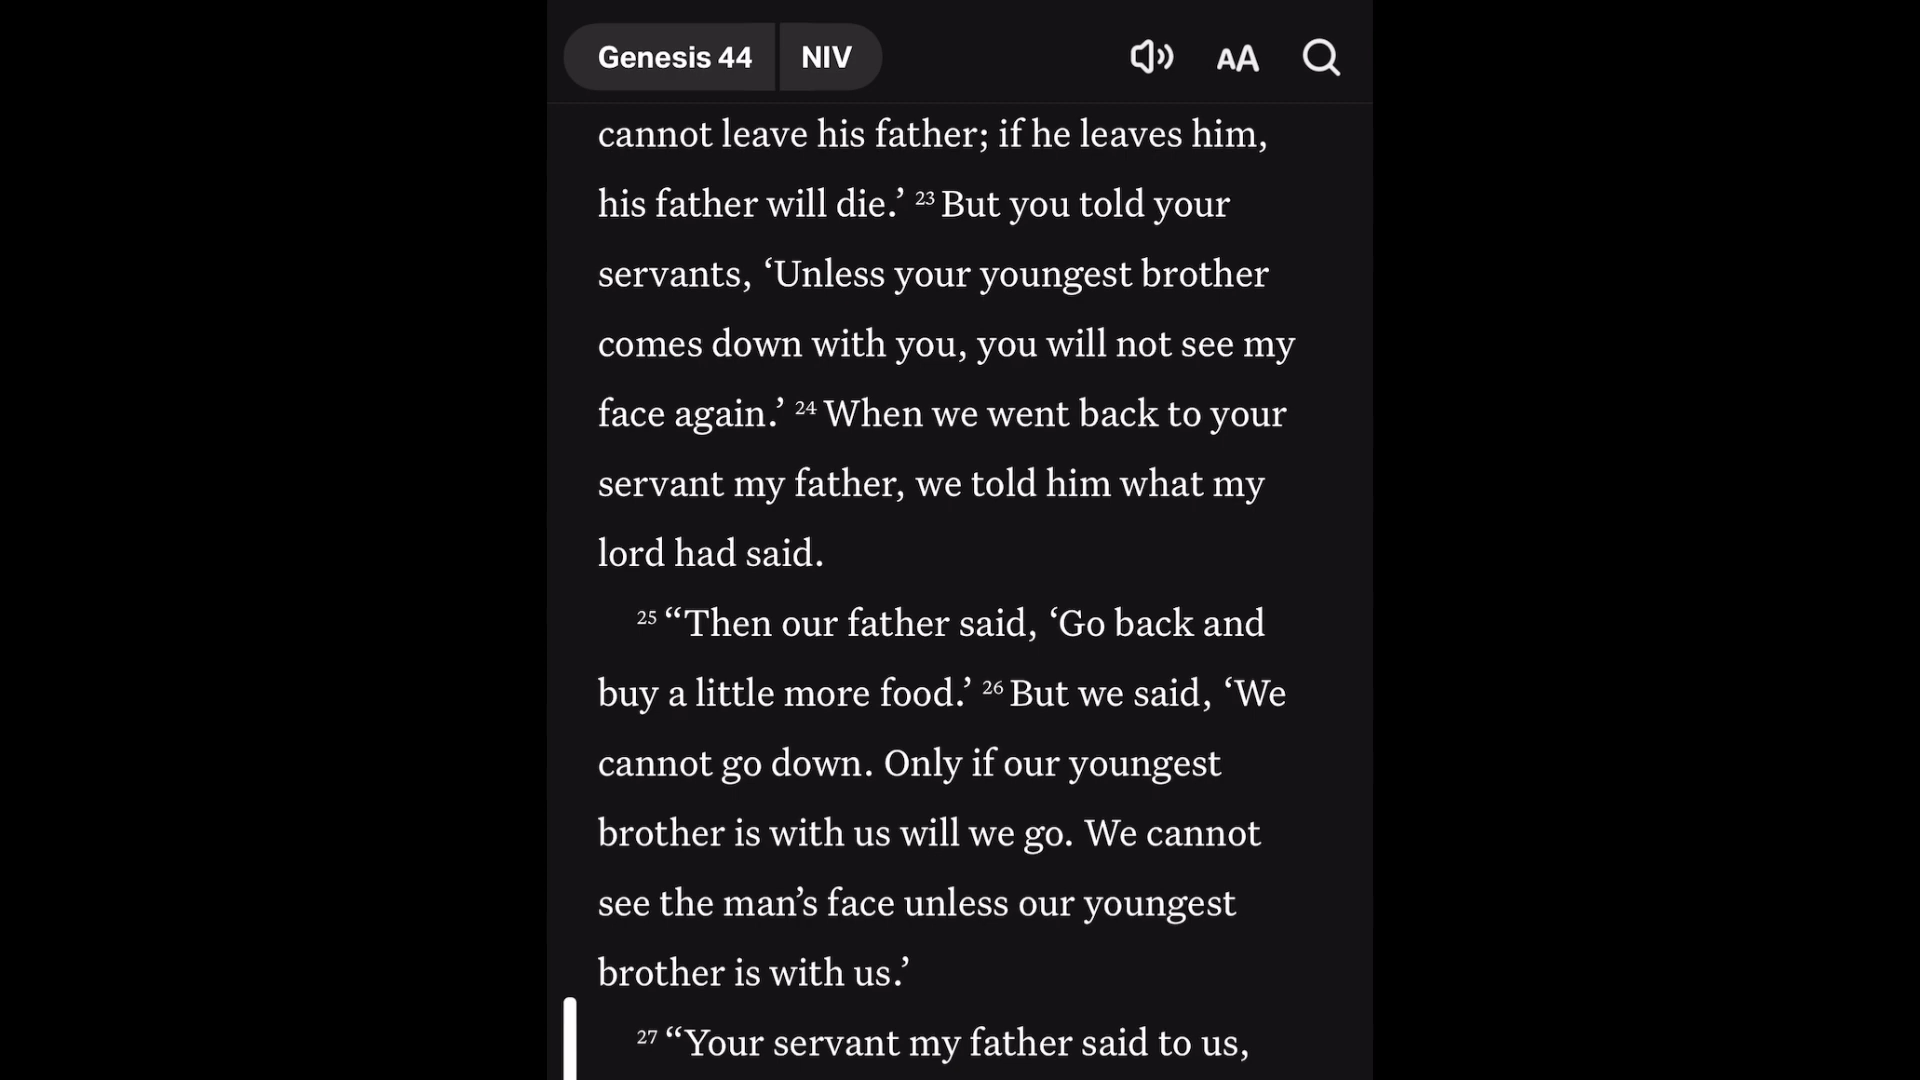 Genesis 44 NIV AA
cannot leave his father; if he leaves him,
his father will die.’ 23 But you told your
servants, ‘Unless your youngest brother
comes down with you, you will not see my
face again.’ 24 When we went back to your
servant my father, we told him what my
lord had said.
25 “Then our father said, ‘Go back and
buy a little more food.’ 26 But we said, ‘We
cannot go down. Only if our youngest
brother is with us will we go. We cannot
see the man’s face unless our youngest
brother is with us.’
27 “Your servant my father said to us,